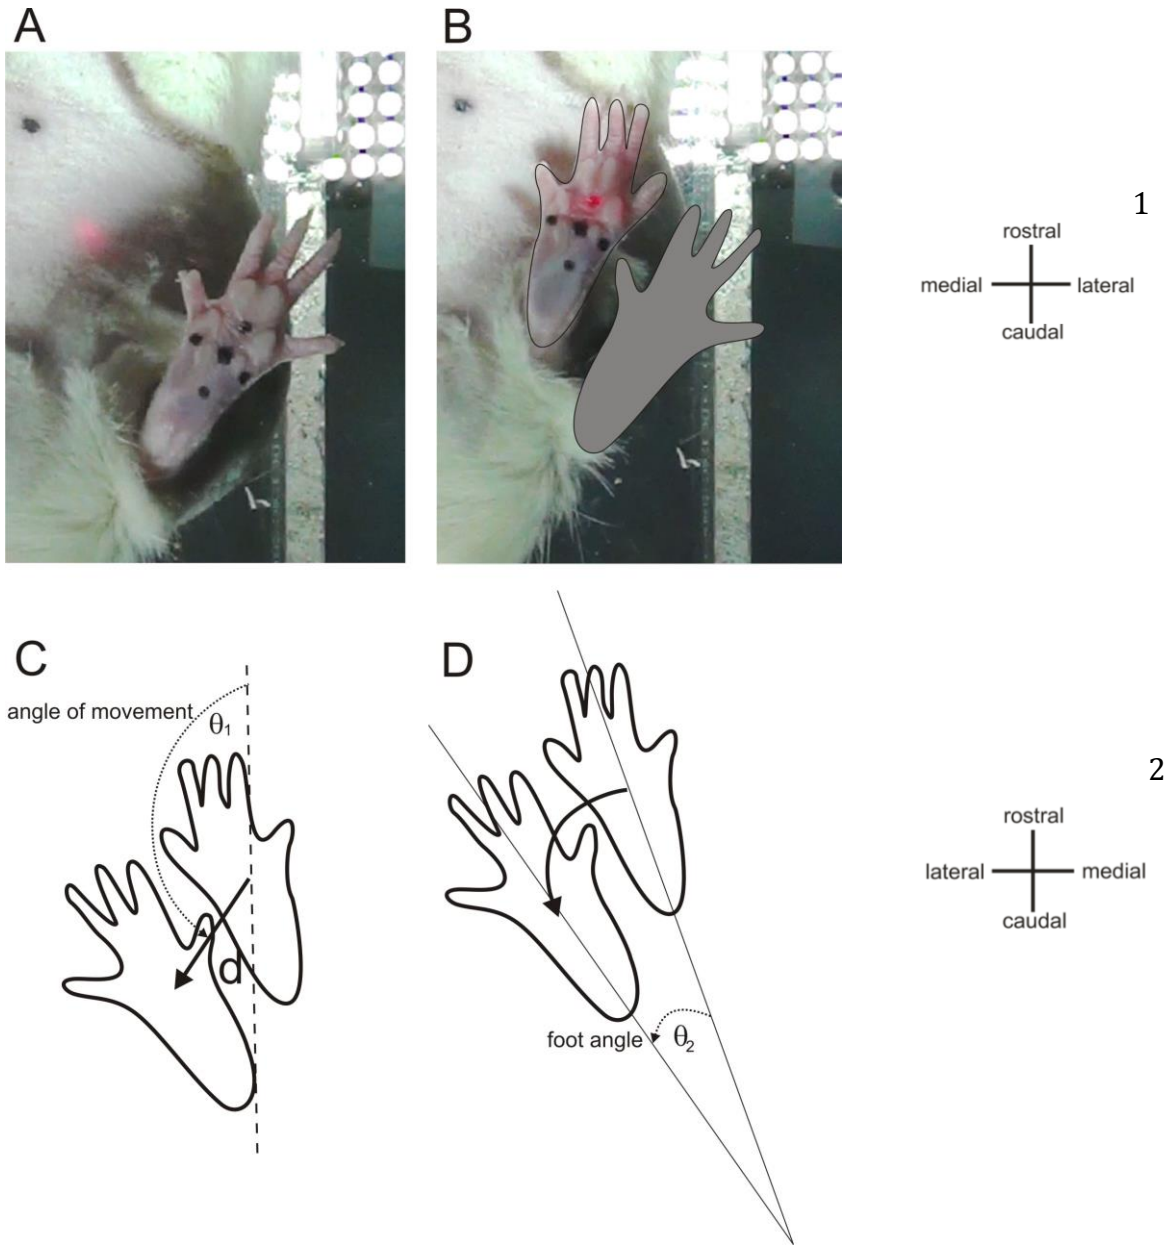 A
B
1
rostral
medial lateral
caudal
C
D
angle of movement
θ1
2
rostral
lateral medial
caudal
d
foot angle
θ2